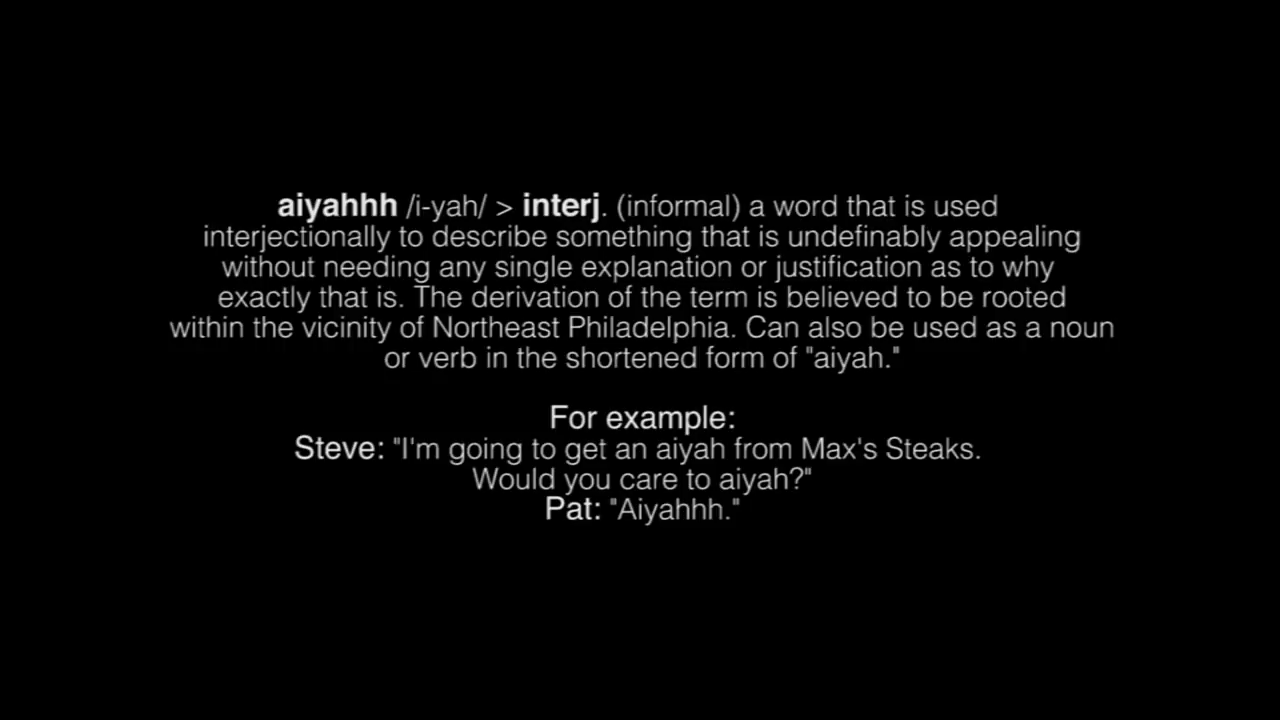 aiyahhh /i-yah/ > interj. (informal) a word that is used
interjectionally to describe something that is undefinably appealing
without needing any single explanation or justification as to why
exactly that is. The derivation of the term is believed to be rooted
within the vicinity of Northeast Philadelphia. Can also be used as a noun
or verb in the shortened form of "aiyah."
For example:
Steve: "I'm going to get an aiyah from Max's Steaks.
Would you care to aiyah?"
Pat: "Aiyahhh."